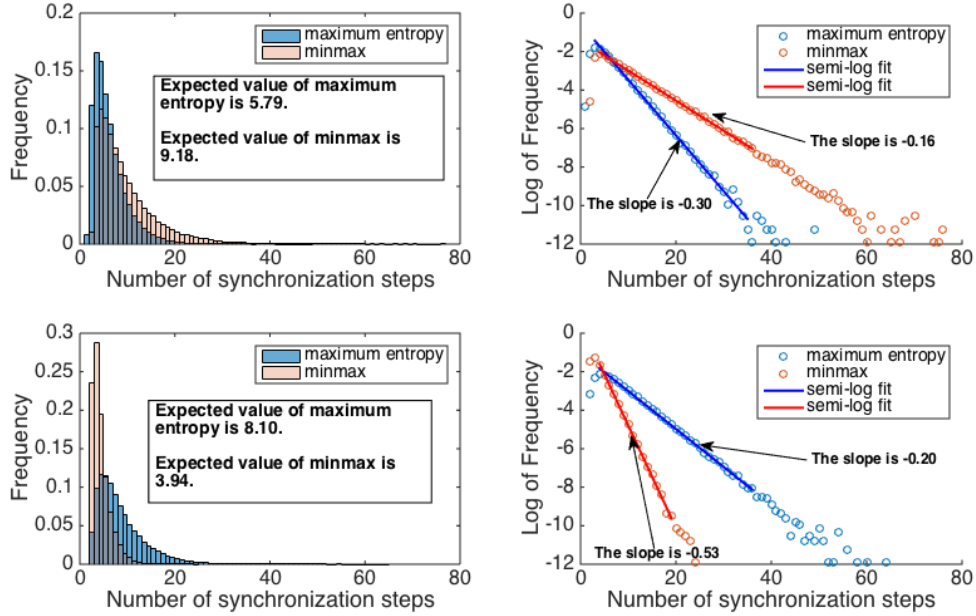 0.2
0.15
0.1
0.05
0
Frequency
maximum entropy
minmax
Expected value of maximum
entropy is 5.79.
Expected value of minmax is
9.18.
0 20 40 60 80
Number of synchronization steps
-0
-2
-4
-6
-8
-10
-12
Log of Frequency
maximum entropy
minmax
semi-log fit
semi-log fit
The slope is -0.16
The slope is -0.30
0 20 40 60 80
Number of synchronization steps
0.3
0.25
0.2
0.15
0.1
0.05
0
Frequency
maximum entropy
minmax
Expected value of maximum
entropy is 8.10.
Expected value of minmax is
3.94.
0 20 40 60 80
Number of synchronization steps
-0
-2
-4
-6
-8
-10
-12
Log of Frequency
maximum entropy
minmax
semi-log fit
semi-log fit
The slope is -0.20
The slope is -0.53
0 20 40 60 80
Number of synchronization steps